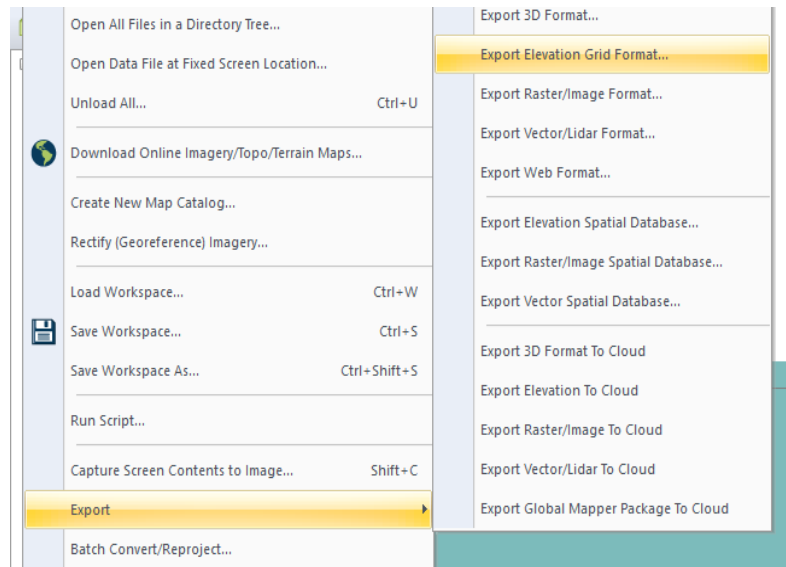 Open All Files in a Directory Tree...
Open Data File at Fixed Screen Location...
Unload All... Ctrl+U
Download Online Imagery/Topo/Terrain Maps...
Create New Map Catalog...
Rectify (Georeference) Imagery...
Load Workspace... Ctrl+W
Save Workspace... Ctrl+S
Save Workspace As... Ctrl+Shift+S
Run Script...
Capture Screen Contents to Image... Shift+C
Export
Batch Convert/Reproject...
Export 3D Format...
Export Elevation Grid Format...
Export Raster/Image Format...
Export Vector/Lidar Format...
Export Web Format...
Export Elevation Spatial Database...
Export Raster/Image Spatial Database...
Export Vector Spatial Database...
Export 3D Format To Cloud
Export Elevation To Cloud
Export Raster/Image To Cloud
Export Vector/Lidar To Cloud
Export Global Mapper Package To Cloud